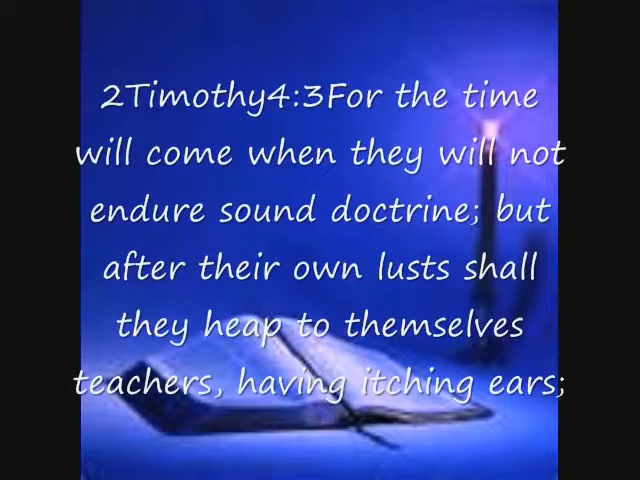 2Timothy4:3For the time
will come when they will not
endure sound doctrine; but
after their own lusts shall
they heap to themselves
teachers, having itching ears;